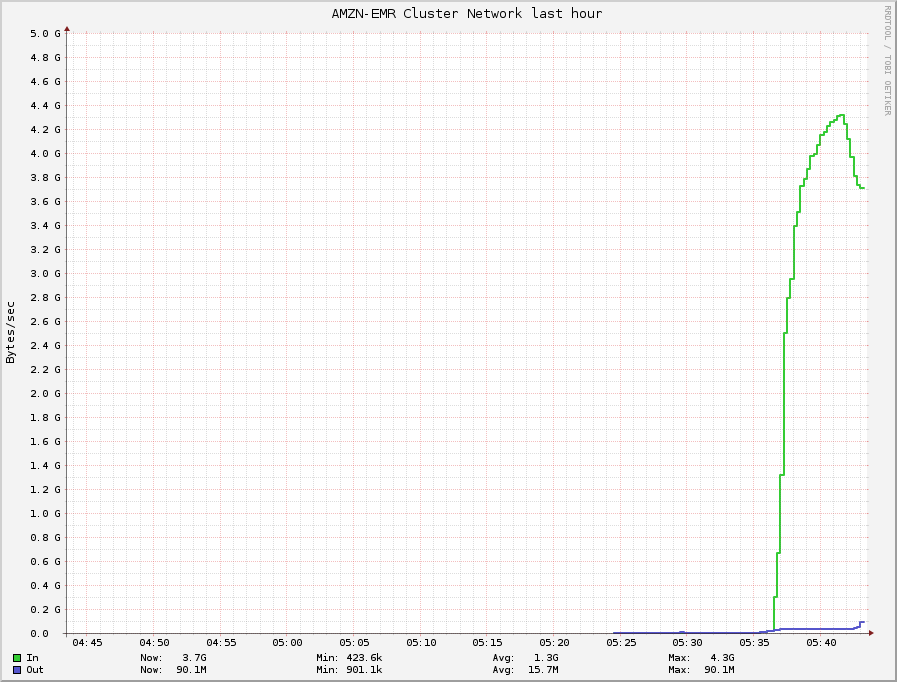 AMZN-EMR Cluster Network last hour
RRDTOOL / TOBI OETIKER
Bytes/sec
5.0 G
4.8 G
4.6 G
4.4 G
4.2 G
4.0 G
3.8 G
3.6 G
3.4 G
3.2 G
3.0 G
2.8 G
2.6 G
2.4 G
2.2 G
2.0 G
1.8 G
1.6 G
1.4 G
1.2 G
1.0 G
0.8 G
0.6 G
0.4 G
0.2 G
0.0
04:45 04:50 04:55 05:00 05:05 05:10 05:15 05:20 05:25 05:30 05:35 05:40
In Now: 3.7G Min: 423.6k Avg: 1.3G Max: 4.3G
Out Now: 90.1M Min: 901.1k Avg: 15.7M Max: 90.1M